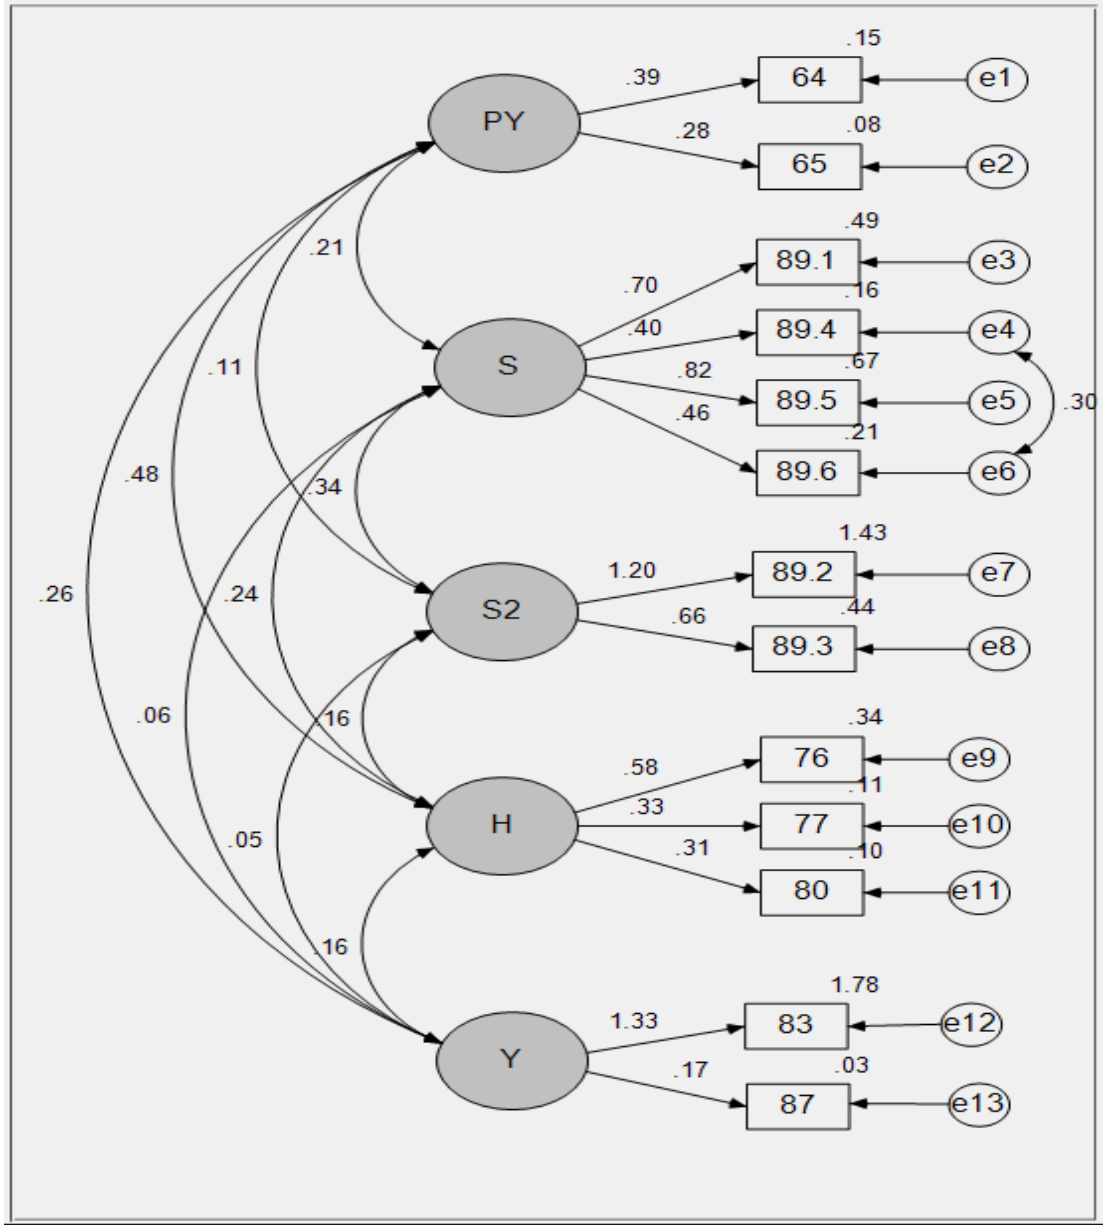 .15
.39 64 e1
PY
.28 .08
65 e2
.21
.49
89.1 e3
.70
.16
.40 89.4 e4
S
.11 .67
.82 89.5 e5 .30
.46 .21
.48 .34 89.6 e6
1.43
1.20 89.2 e7
.26 .24 S2
.66 .44
89.3 e8
.06 .16 .34
.58 76 e9
.11
.33
H 77 e10
.05 .31 .10
80 e11
.16
1.78
1.33 83 e12
Y
.17 .03
87 e13